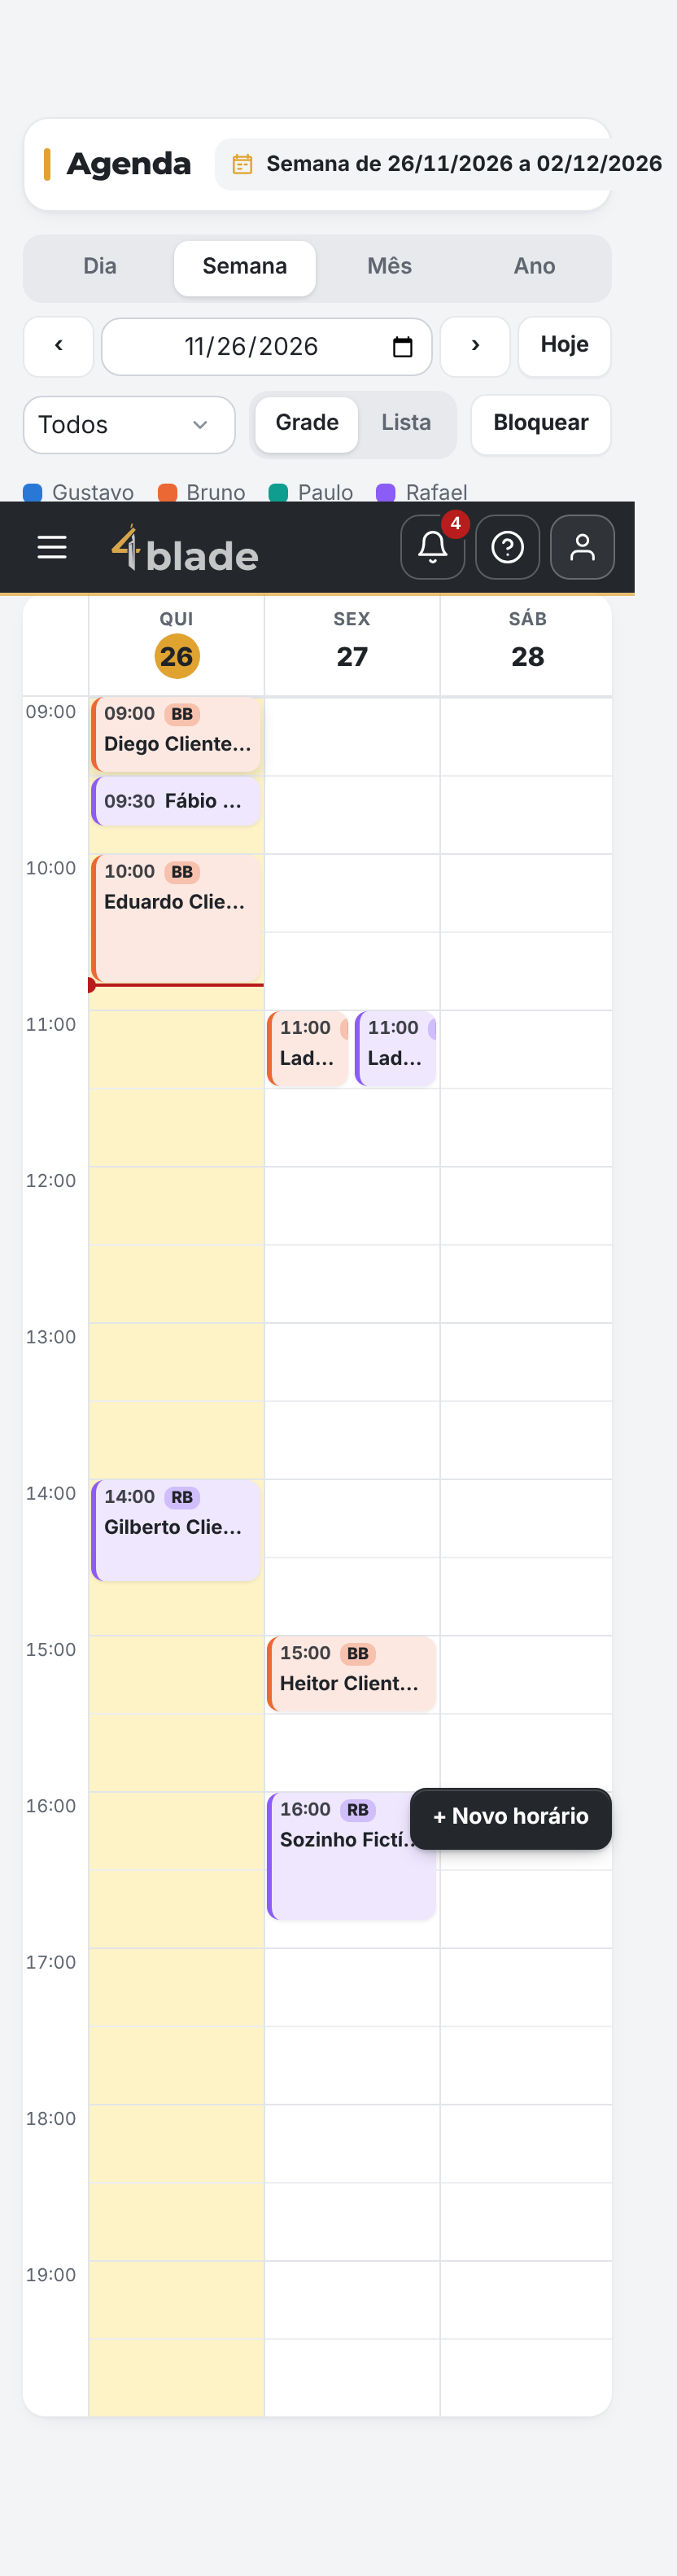 Agenda
Semana de 26/11/2026 a 02/12/2026
Dia Semana Mês Ano
‹ 11/26/2026 › Hoje
Todos Grade Lista Bloquear
Gustavo Bruno Paulo Rafael
4blade 4
QUI SEX SÁB
26 27 28
09:00
09:00 BB
Diego Cliente...
09:30 Fábio ...
10:00
10:00 BB
Eduardo Clie...
11:00
11:00
Lad...
11:00
Lad...
12:00
13:00
14:00
14:00 RB
Gilberto Clie...
15:00
15:00 BB
Heitor Client...
16:00
16:00 RB
Sozinho Fictí...
+ Novo horário
17:00
18:00
19:00